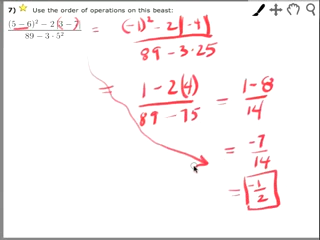 7) Use the order of operations on this beast:
(5 − 6)² − 2|3 − 7| / 89 − 3 · 5² = (-1)² - 2|-4| / 89 - 3·25
= 1 - 2(4) / 89 - 75 = 1 - 8 / 14
= -7 / 14
= -1 / 2